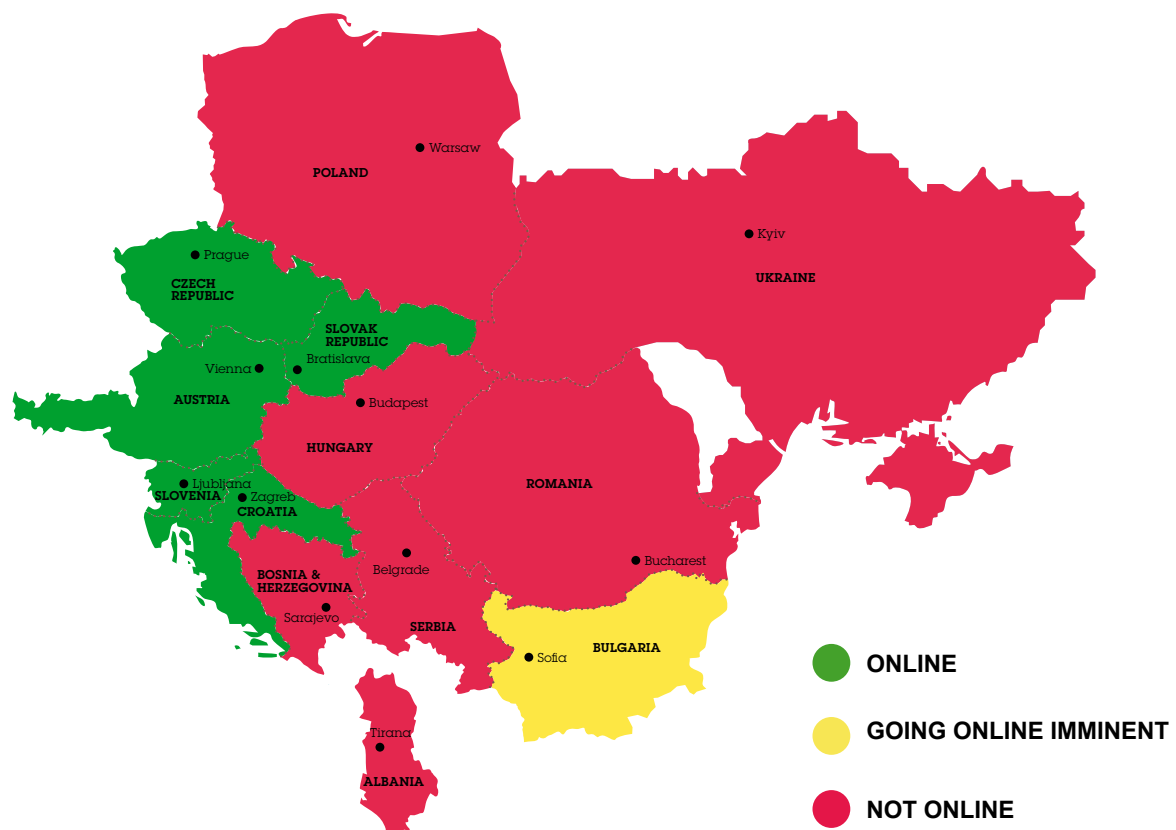 Warsaw
POLAND
Kyiv
Prague
UKRAINE
CZECH
REPUBLIC
SLOVAK
REPUBLIC
Bratislava
Vienna
AUSTRIA
Budapest
HUNGARY
Ljubljana
SLOVENIA
Zagreb
CROATIA
ROMANIA
Belgrade
Bucharest
BOSNIA &
HERZEGOVINA
Sarajevo
SERBIA
BULGARIA
Sofia
Tirana
ALBANIA
ONLINE
GOING ONLINE IMMINENT
NOT ONLINE